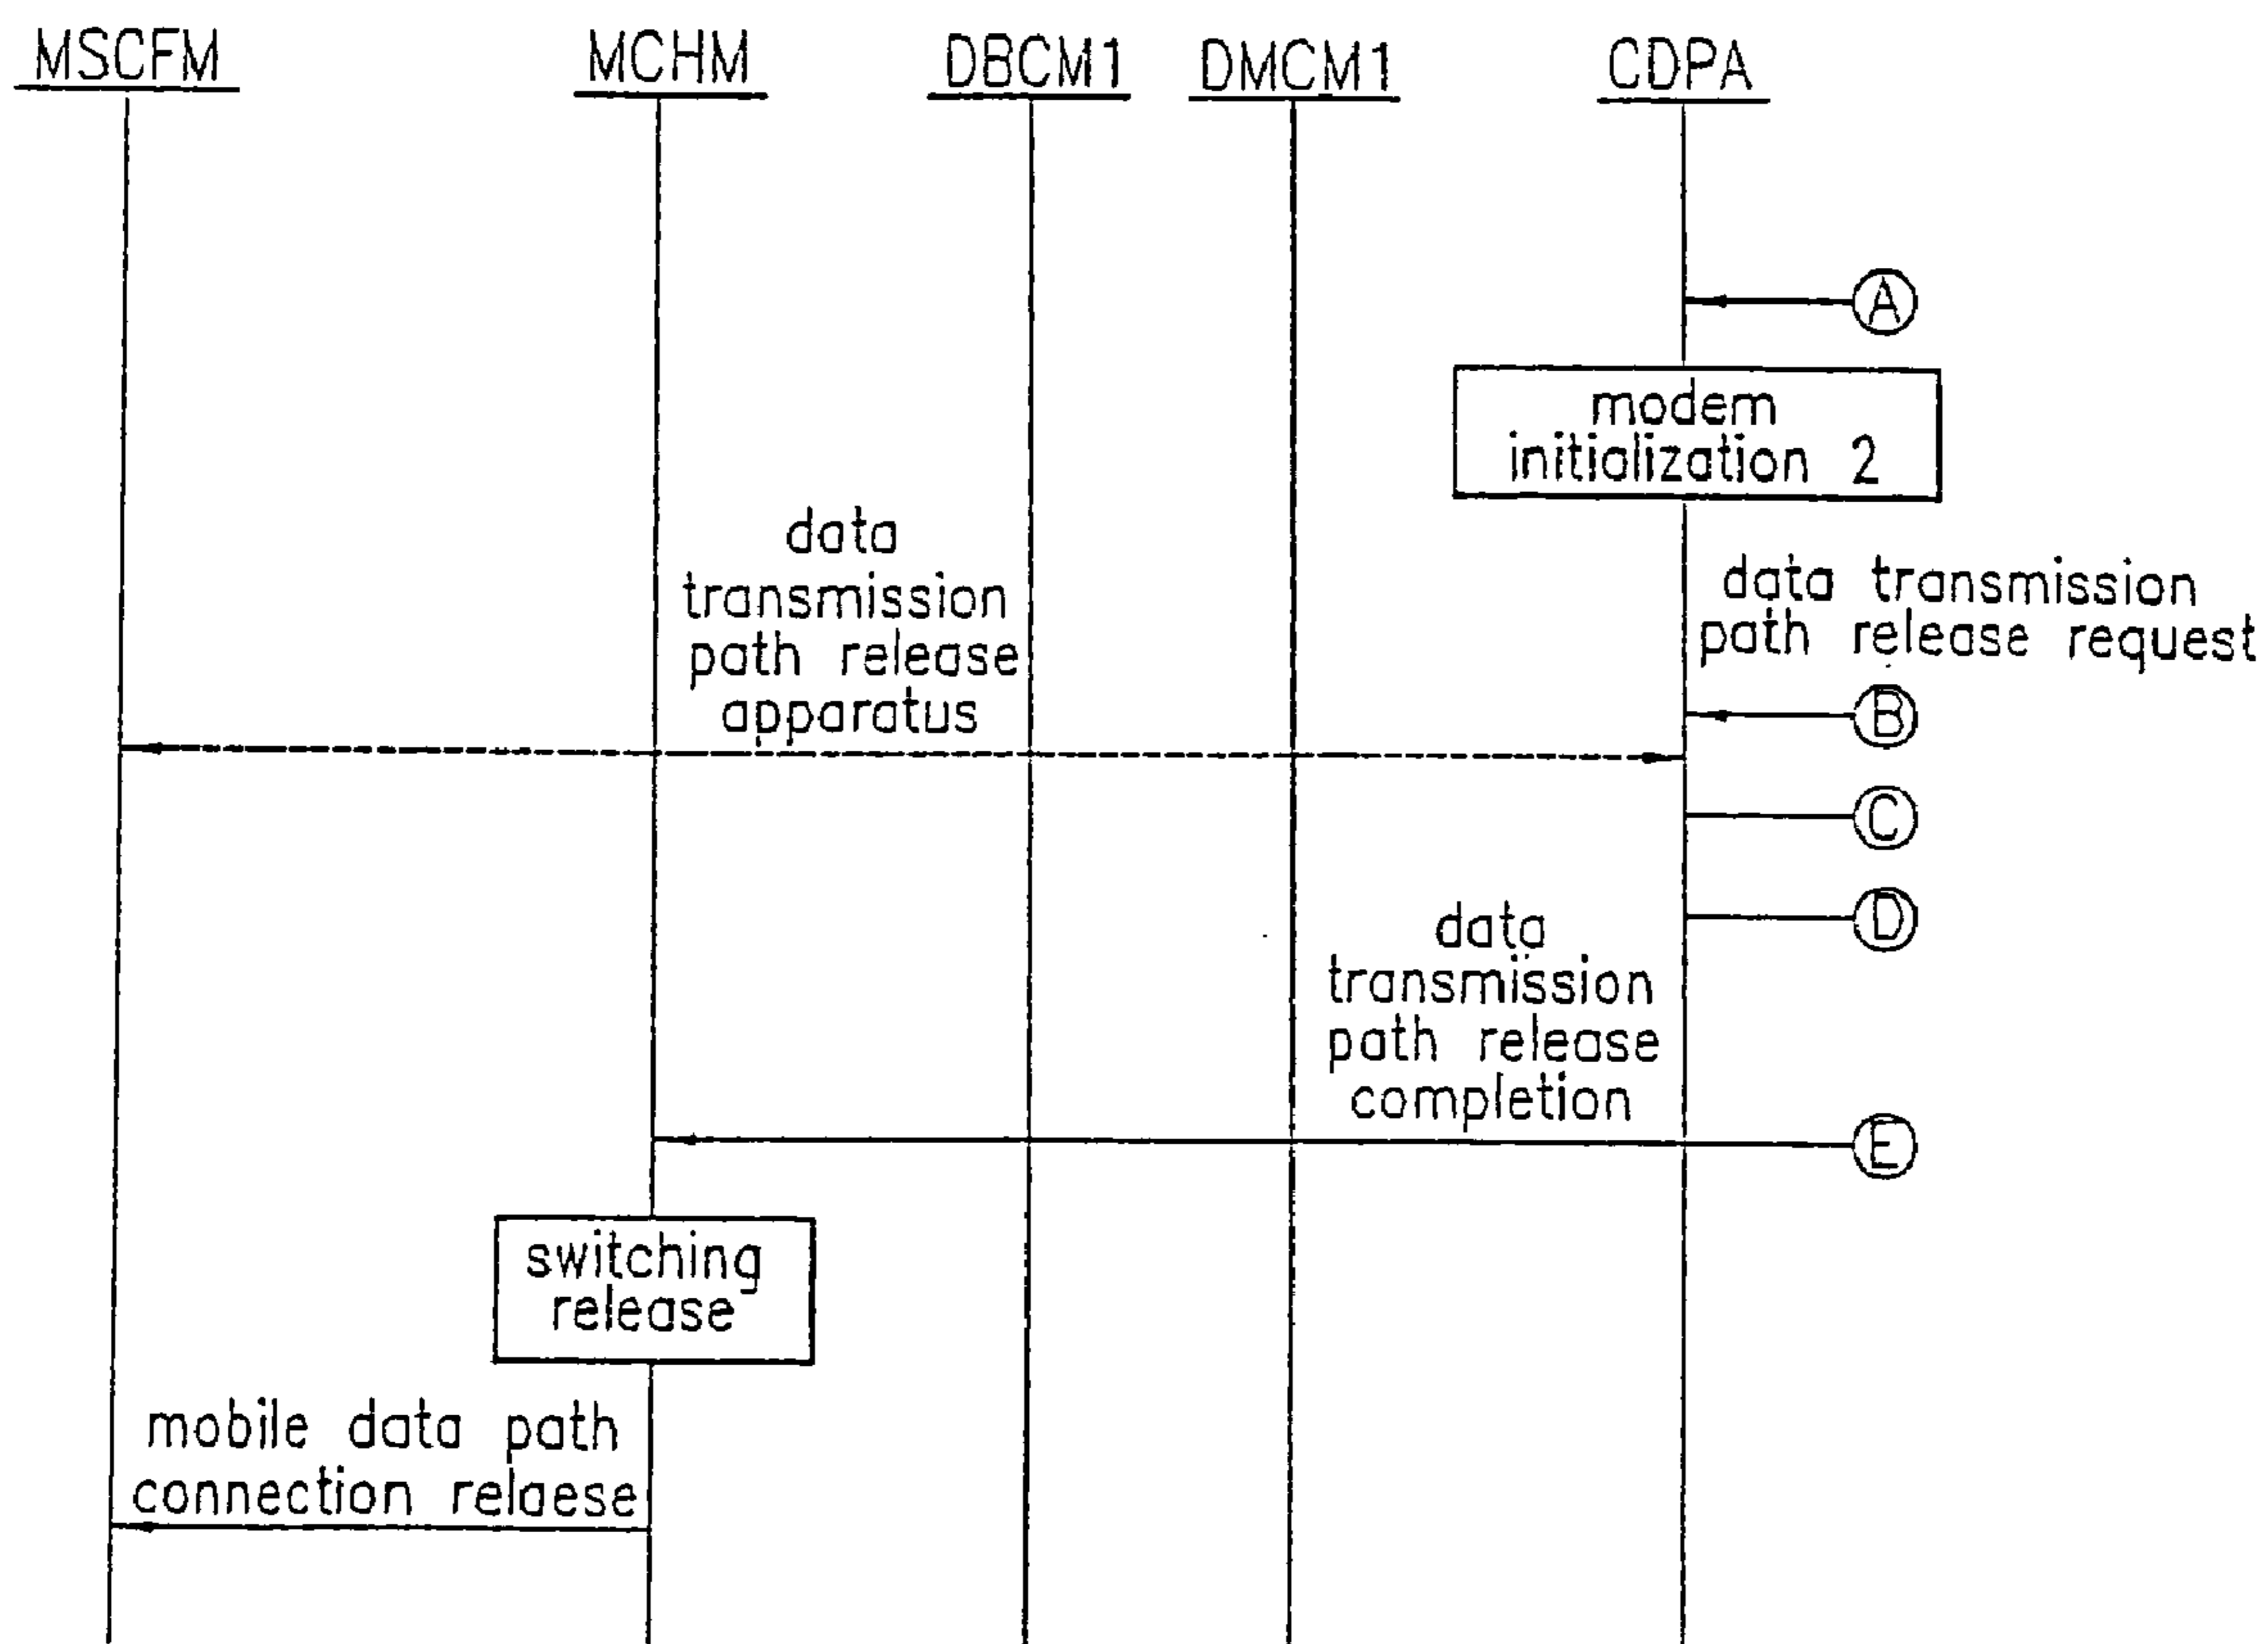 MSCFM
MCHM
DBCM1
DMCM1
CDPA
A
modem
initialization 2
data
transmission
path release
apparatus
data transmission
path release request
B
C
D
data
transmission
path release
completion
E
switching
release
mobile data path
connection relaese